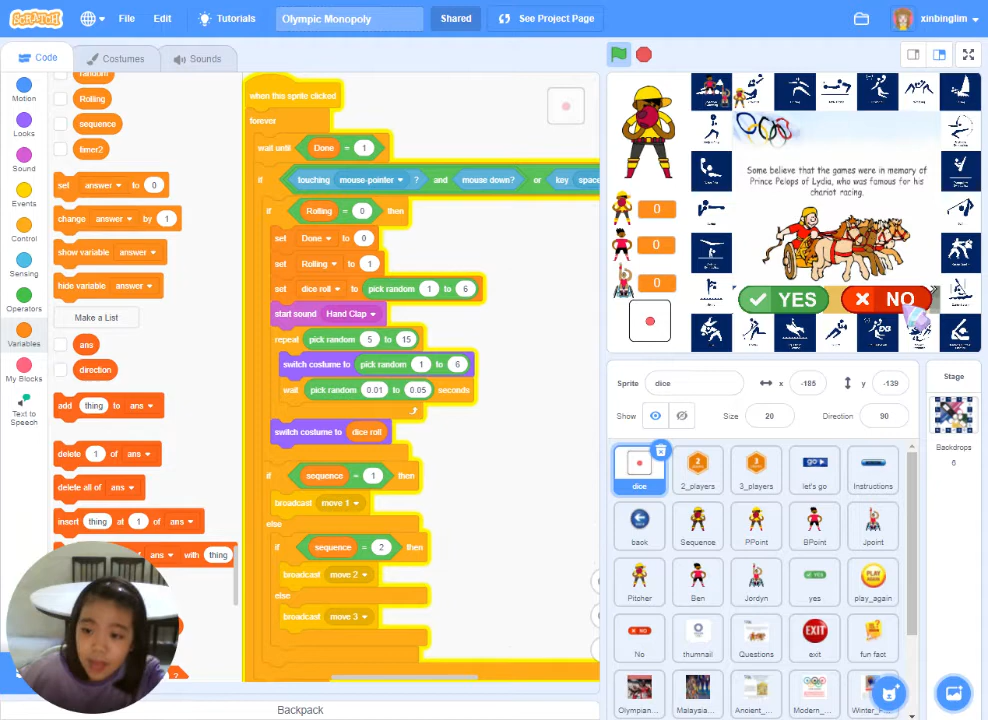 SCRATCH
File
Edit
Tutorials
Olympic Monopoly
Shared
See Project Page
xinbinglim
Code
Costumes
Sounds
Motion
Looks
Sound
Events
Control
Sensing
Operators
Variables
My Blocks
Text to
Speech
random
Rolling
sequence
timer2
set answer to 0
change answer by 1
show variable answer
hide variable answer
Make a List
ans
direction
add thing to ans
delete 1 of ans
delete all of ans
insert thing at 1 of ans
ans with thing
when this sprite clicked
forever
wait until Done = 1
if touching mouse-pointer ? and mouse down? or key space
if Rolling = 0 then
set Done to 0
set Rolling to 1
set dice roll to pick random 1 to 6
start sound Hand Clap
repeat pick random 5 to 15
switch costume to pick random 1 to 6
wait pick random 0.01 to 0.05 seconds
switch costume to dice roll
if sequence = 1 then
broadcast move 1
else
if sequence = 2 then
broadcast move 2
else
broadcast move 3
Backpack
Some believe that the games were in memory of
Prince Pelops of Lydia, who was famous for his
chariot racing.
0
0
0
YES
NO
Sprite
dice
x
-185
y
-139
Show
Size
20
Direction
90
Stage
Backdrops
6
dice
2_players
3_players
let's go
Instructions
back
Sequence
PPoint
BPoint
Jpoint
Pitcher
Ben
Jordyn
yes
play_again
No
thumnail
Questions
exit
fun fact
Olympian...
Malaysia...
Ancient_...
Modern_...
Winter_...